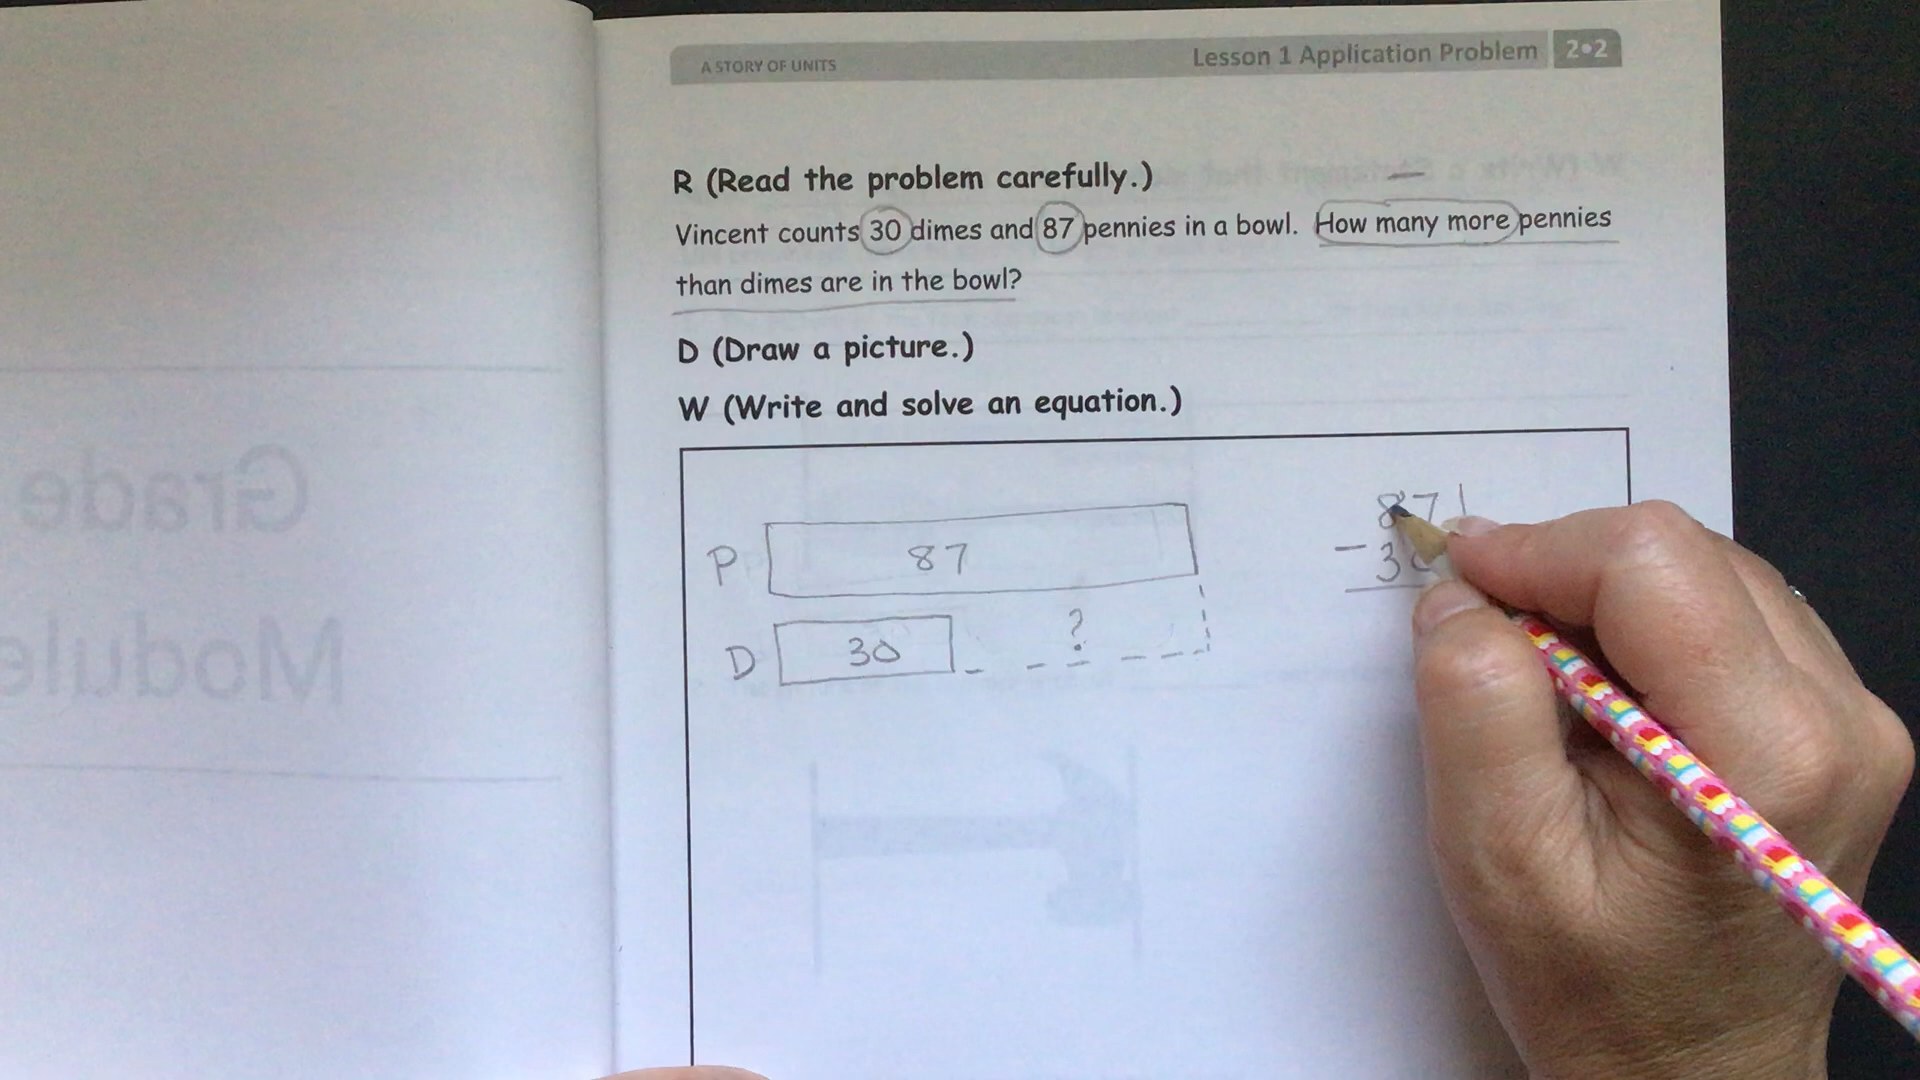 A STORY OF UNITS
Lesson 1 Application Problem 2•2
R (Read the problem carefully.)
Vincent counts 30 dimes and 87 pennies in a bowl. How many more pennies
than dimes are in the bowl?
D (Draw a picture.)
W (Write and solve an equation.)
P 87
D 30 ?
87
- 3
Grade
Module